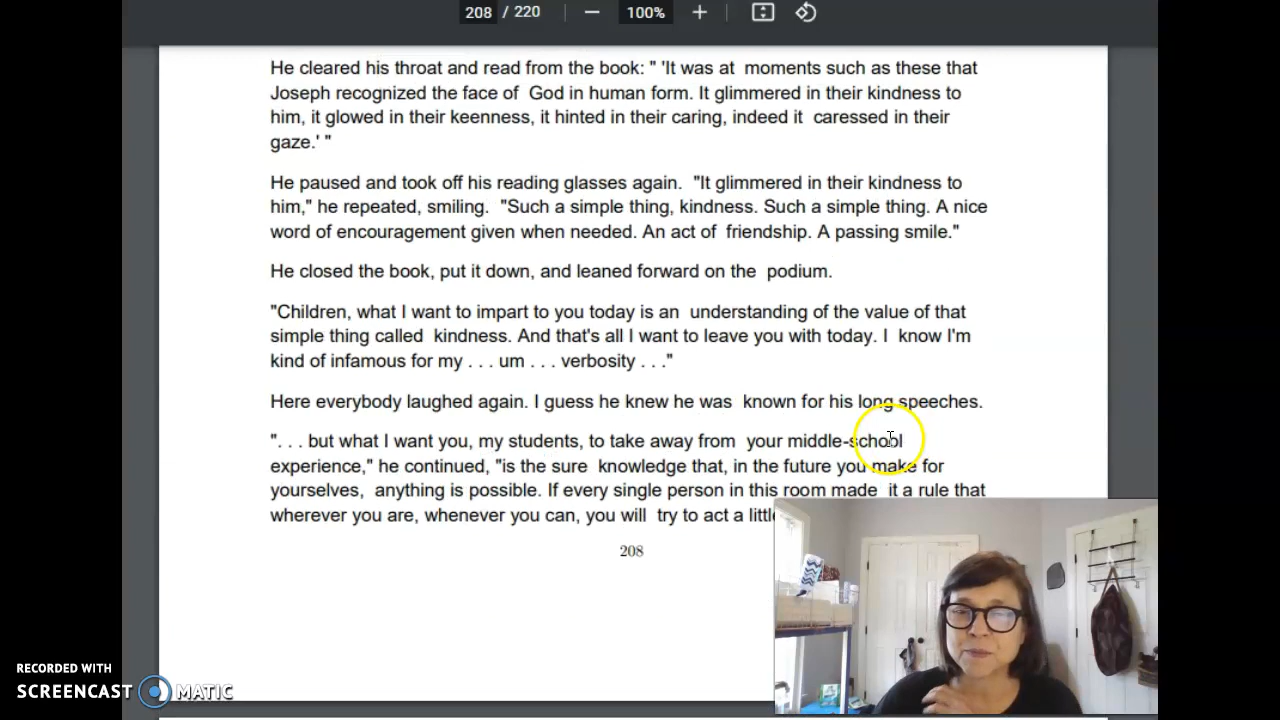 208 / 220 100%
He cleared his throat and read from the book: " 'It was at moments such as these that
Joseph recognized the face of God in human form. It glimmered in their kindness to
him, it glowed in their keenness, it hinted in their caring, indeed it caressed in their
gaze.' "
He paused and took off his reading glasses again. "It glimmered in their kindness to
him," he repeated, smiling. "Such a simple thing, kindness. Such a simple thing. A nice
word of encouragement given when needed. An act of friendship. A passing smile."
He closed the book, put it down, and leaned forward on the podium.
"Children, what I want to impart to you today is an understanding of the value of that
simple thing called kindness. And that's all I want to leave you with today. I know I'm
kind of infamous for my . . . um . . . verbosity . . ."
Here everybody laughed again. I guess he knew he was known for his long speeches.
". . . but what I want you, my students, to take away from your middle-school
experience," he continued, "is the sure knowledge that, in the future you make for
yourselves, anything is possible. If every single person in this room made it a rule that
wherever you are, whenever you can, you will try to act a little
208
RECORDED WITH
SCREENCAST MATIC